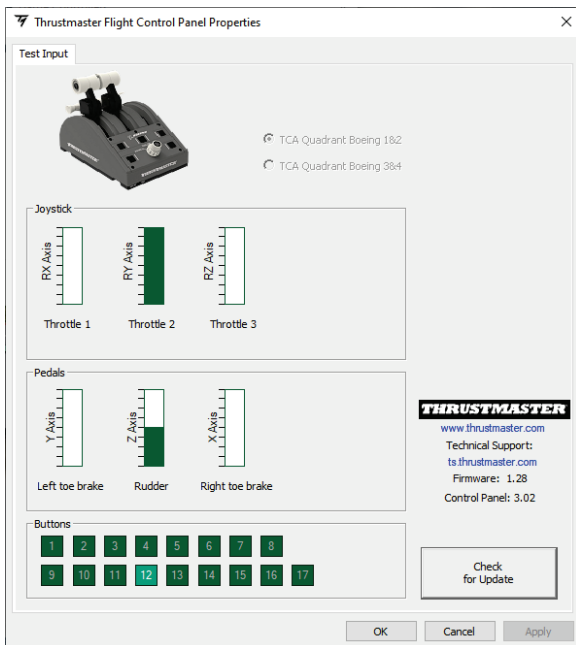 Thrustmaster Flight Control Panel Properties
Test Input
TCA Quadrant Boeing 1&2
TCA Quadrant Boeing 3&4
THRUSTMASTER
Joystick
RX Axis
RY Axis
RZ Axis
Throttle 1
Throttle 2
Throttle 3
Pedals
Y Axis
Z Axis
X Axis
Left toe brake
Rudder
Right toe brake
THRUSTMASTER
www.thrustmaster.com
Technical Support:
ts.thrustmaster.com
Firmware: 1.28
Control Panel: 3.02
Buttons
1 2 3 4 5 6 7 8
9 10 11 12 13 14 15 16 17
Check
for Update
OK Cancel Apply